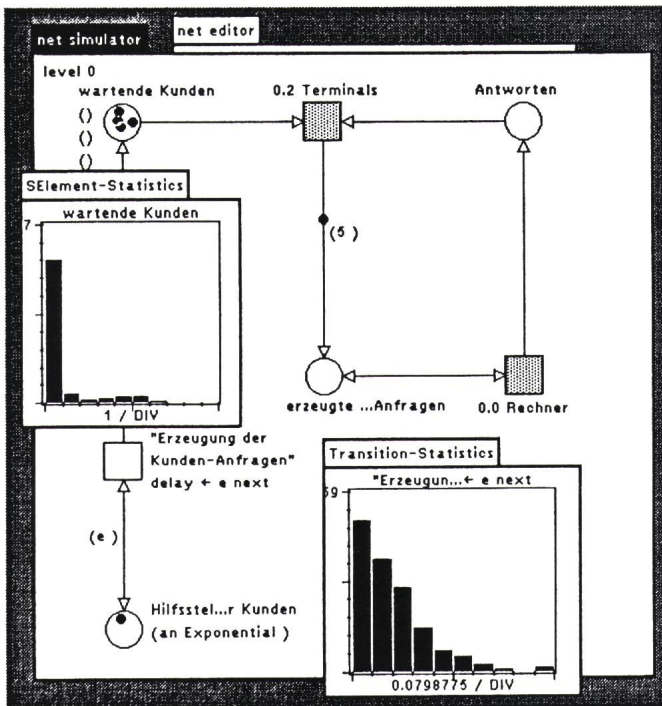 net simulator
net editor
level 0
wartende Kunden
0.2 Terminals
Antworten
()
()
()
SElement-Statistics
wartende Kunden
7
1 / DIV
(5 )
erzeugte ...Anfragen
0.0 Rechner
"Erzeugung der
Kunden-Anfragen"
delay ← e next
(e )
Hilfsstel...r Kunden
(an Exponential )
Transition-Statistics
"Erzeugun...← e next
59
0.0798775 / DIV